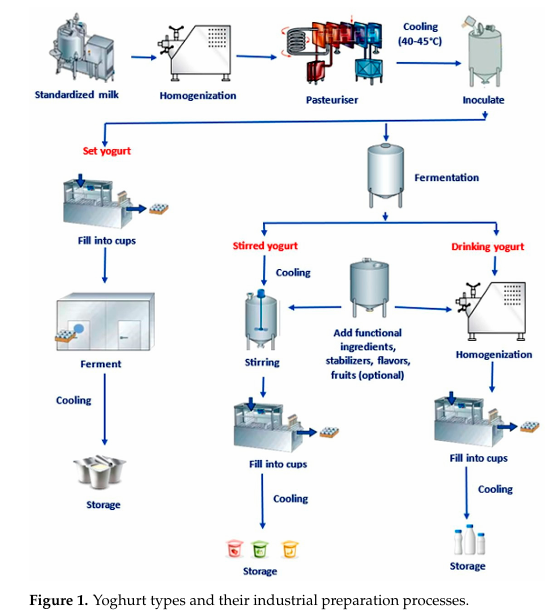 Cooling
(40-45°C)
Standardized milk
Homogenization
Pasteuriser
Inoculate
Set yogurt
Fermentation
Fill into cups
Stirred yogurt
Drinking yogurt
Cooling
Add functional
ingredients,
stabilizers, flavors,
fruits (optional)
Ferment
Stirring
Homogenization
Cooling
Fill into cups
Fill into cups
Storage
Cooling
Cooling
Storage
Storage
Figure 1. Yoghurt types and their industrial preparation processes.